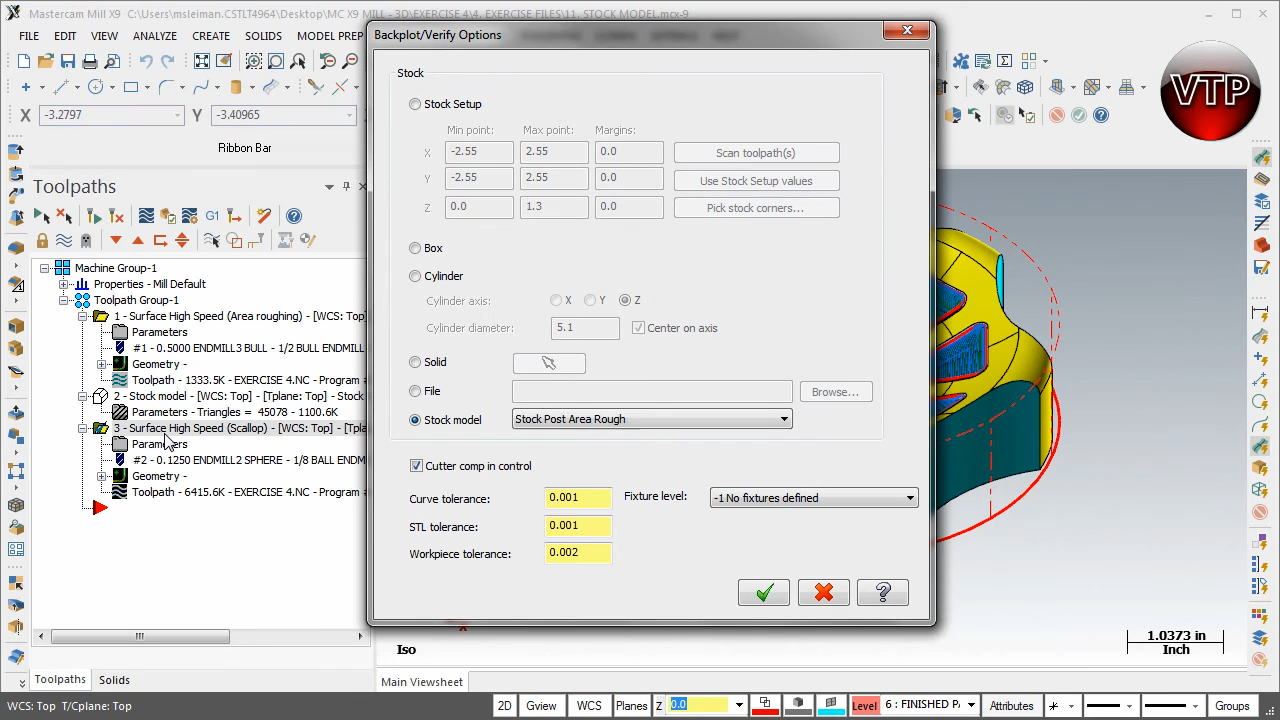 Mastercam Mill X9 C:\Users\msleiman.CSTLT4964\Desktop\MC X9 MILL - 3D\EXERCISE 4\4. EXERCISE FILES\11. STOCK MODEL.mcx-9
FILE EDIT VIEW ANALYZE CREA SOLIDS MODEL PREP
Backplot/Verify Options
X -3.2797 Y -3.40965
Ribbon Bar
VTP
Toolpaths
G1
Machine Group-1
Properties - Mill Default
Toolpath Group-1
1 - Surface High Speed (Area roughing) - [WCS: Top]
Parameters
#1 - 0.5000 ENDMILL3 BULL - 1/2 BULL ENDMILL
Geometry -
Toolpath - 1333.5K - EXERCISE 4.NC - Program #
2 - Stock model - [WCS: Top] - [Tplane: Top] - Stock
Parameters - Triangles = 45078 - 1100.6K
3 - Surface High Speed (Scallop) - [WCS: Top] - [Tpla
Parameters
#2 - 0.1250 ENDMILL2 SPHERE - 1/8 BALL ENDM
Geometry -
Toolpath - 6415.6K - EXERCISE 4.NC - Program #
Toolpaths Solids
Stock
Stock Setup
Min point: Max point: Margins:
X -2.55 2.55 0.0 Scan toolpath(s)
Y -2.55 2.55 0.0 Use Stock Setup values
Z 0.0 1.3 0.0 Pick stock corners...
Box
Cylinder
Cylinder axis: X Y Z
Cylinder diameter: 5.1 Center on axis
Solid
File Browse...
Stock model Stock Post Area Rough
Cutter comp in control
Curve tolerance: 0.001 Fixture level: -1 No fixtures defined
STL tolerance: 0.001
Workpiece tolerance: 0.002
?
Iso
1.0373 in
Inch
Main Viewsheet
WCS: Top T/Cplane: Top 2D Gview WCS Planes Z 0.0 Level 6 : FINISHED PA Attributes Groups